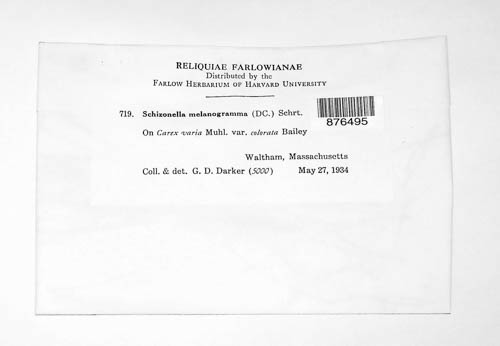 RELIQUIAE FARLOWIANAE
Distributed by the
FARLOW HERBARIUM OF HARVARD UNIVERSITY
719. Schizonella melanogramma (DC.) Schrt.
876495
On Carex varia Muhl. var. colorata Bailey
Waltham, Massachusetts
Coll. & det. G. D. Darker (5000) May 27, 1934